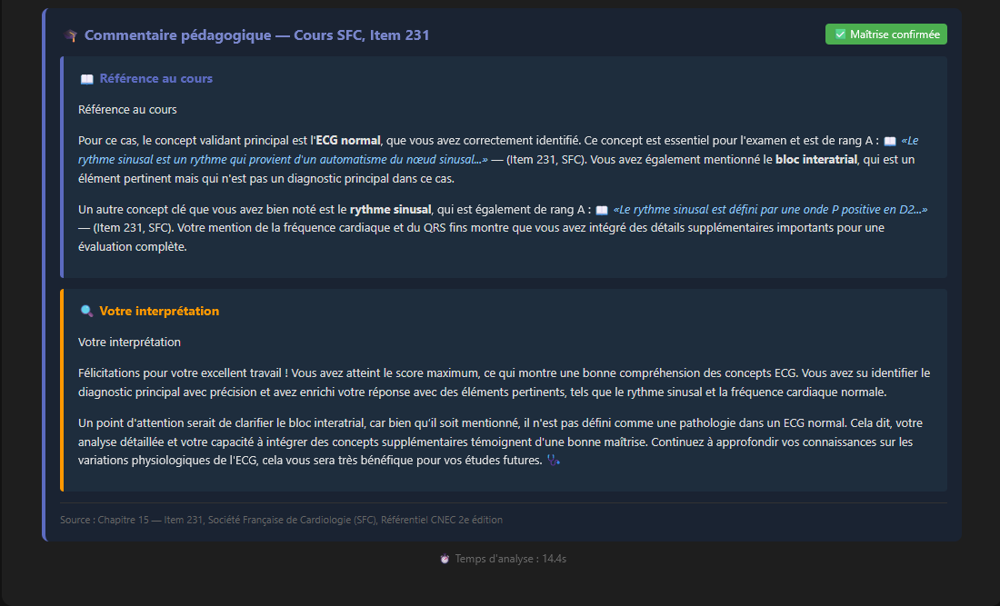 Commentaire pédagogique — Cours SFC, Item 231
Maîtrise confirmée
Référence au cours
Référence au cours
Pour ce cas, le concept validant principal est l'ECG normal, que vous avez correctement identifié. Ce concept est essentiel pour l'examen et est de rang A : 📖 «Le
rythme sinusal est un rythme qui provient d'un automatisme du nœud sinusal...» — (Item 231, SFC). Vous avez également mentionné le bloc interatrial, qui est un
élément pertinent mais qui n'est pas un diagnostic principal dans ce cas.
Un autre concept clé que vous avez bien noté est le rythme sinusal, qui est également de rang A : 📖 «Le rythme sinusal est défini par une onde P positive en D2...»
— (Item 231, SFC). Votre mention de la fréquence cardiaque et du QRS fins montre que vous avez intégré des détails supplémentaires importants pour une
évaluation complète.
Votre interprétation
Votre interprétation
Félicitations pour votre excellent travail ! Vous avez atteint le score maximum, ce qui montre une bonne compréhension des concepts ECG. Vous avez su identifier le
diagnostic principal avec précision et avez enrichi votre réponse avec des éléments pertinents, tels que le rythme sinusal et la fréquence cardiaque normale.
Un point d'attention serait de clarifier le bloc interatrial, car bien qu'il soit mentionné, il n'est pas défini comme une pathologie dans un ECG normal. Cela dit, votre
analyse détaillée et votre capacité à intégrer des concepts supplémentaires témoignent d'une bonne maîtrise. Continuez à approfondir vos connaissances sur les
variations physiologiques de l'ECG, cela vous sera très bénéfique pour vos études futures. 🩺
Source : Chapitre 15 — Item 231, Société Française de Cardiologie (SFC), Référentiel CNEC 2e édition
Temps d'analyse : 14.4s